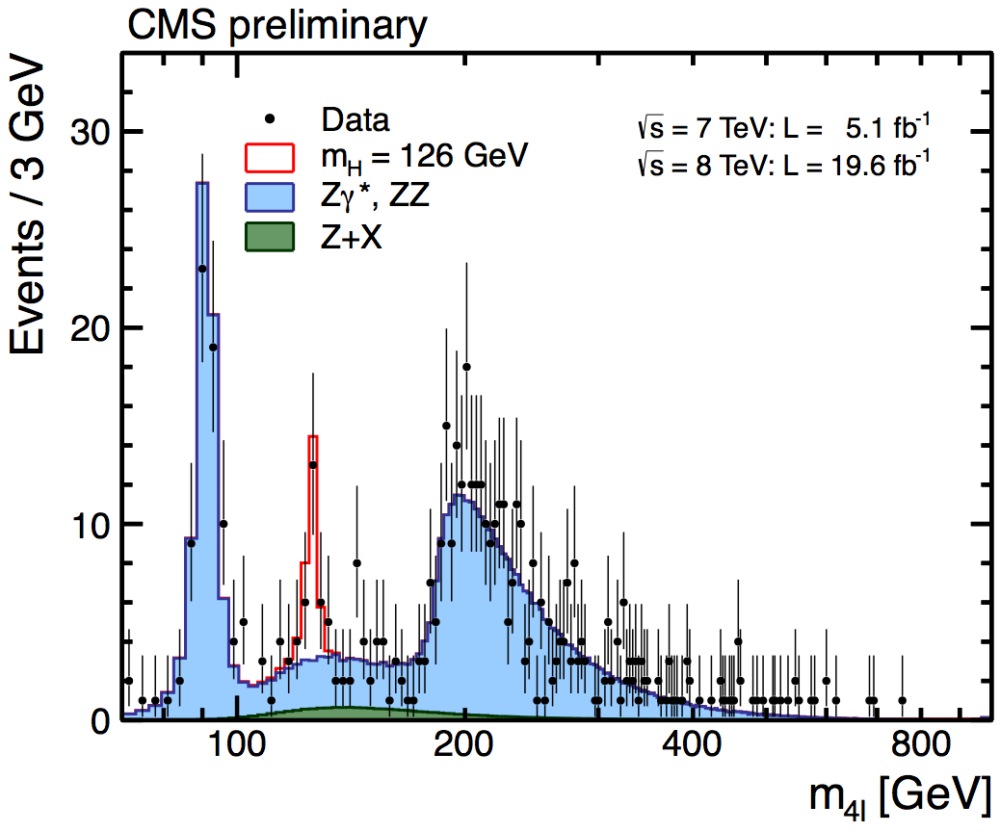 CMS preliminary
Events / 3 GeV
30
20
10
0
Data
m_H = 126 GeV
Zγ*, ZZ
Z+X
√s = 7 TeV: L = 5.1 fb⁻¹
√s = 8 TeV: L = 19.6 fb⁻¹
100 200 400 800
m_4l [GeV]